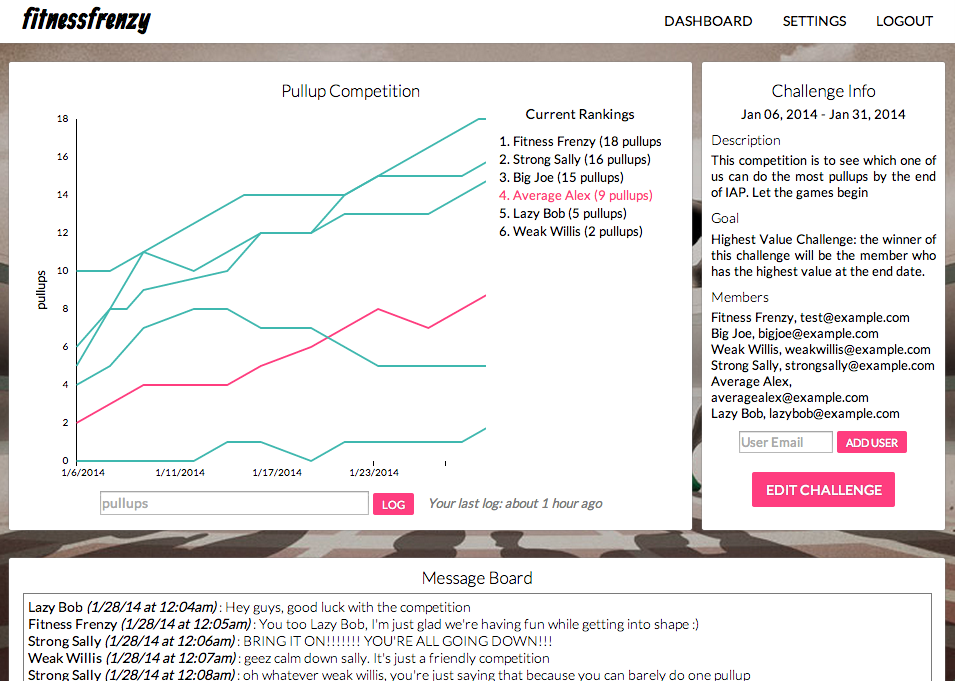 fitnessfrenzy
DASHBOARD SETTINGS LOGOUT
Pullup Competition
18
16
14
12
10
8
6
4
2
0
pullups
1/6/2014 1/11/2014 1/17/2014 1/23/2014
Current Rankings
1. Fitness Frenzy (18 pullups
2. Strong Sally (16 pullups)
3. Big Joe (15 pullups)
4. Average Alex (9 pullups)
5. Lazy Bob (5 pullups)
6. Weak Willis (2 pullups)
pullups LOG Your last log: about 1 hour ago
Challenge Info
Jan 06, 2014 - Jan 31, 2014
Description
This competition is to see which one of
us can do the most pullups by the end
of IAP. Let the games begin
Goal
Highest Value Challenge: the winner of
this challenge will be the member who
has the highest value at the end date.
Members
Fitness Frenzy, test@example.com
Big Joe, bigjoe@example.com
Weak Willis, weakwillis@example.com
Strong Sally, strongsally@example.com
Average Alex,
averagealex@example.com
Lazy Bob, lazybob@example.com
User Email ADD USER
EDIT CHALLENGE
Message Board
Lazy Bob (1/28/14 at 12:04am) : Hey guys, good luck with the competition
Fitness Frenzy (1/28/14 at 12:05am) : You too Lazy Bob, I'm just glad we're having fun while getting into shape :)
Strong Sally (1/28/14 at 12:06am) : BRING IT ON!!!!!!! YOU'RE ALL GOING DOWN!!!
Weak Willis (1/28/14 at 12:07am) : geez calm down sally. It's just a friendly competition
Strong Sally (1/28/14 at 12:08am) : oh whatever weak willis, you're just saying that because you can barely do one pullup